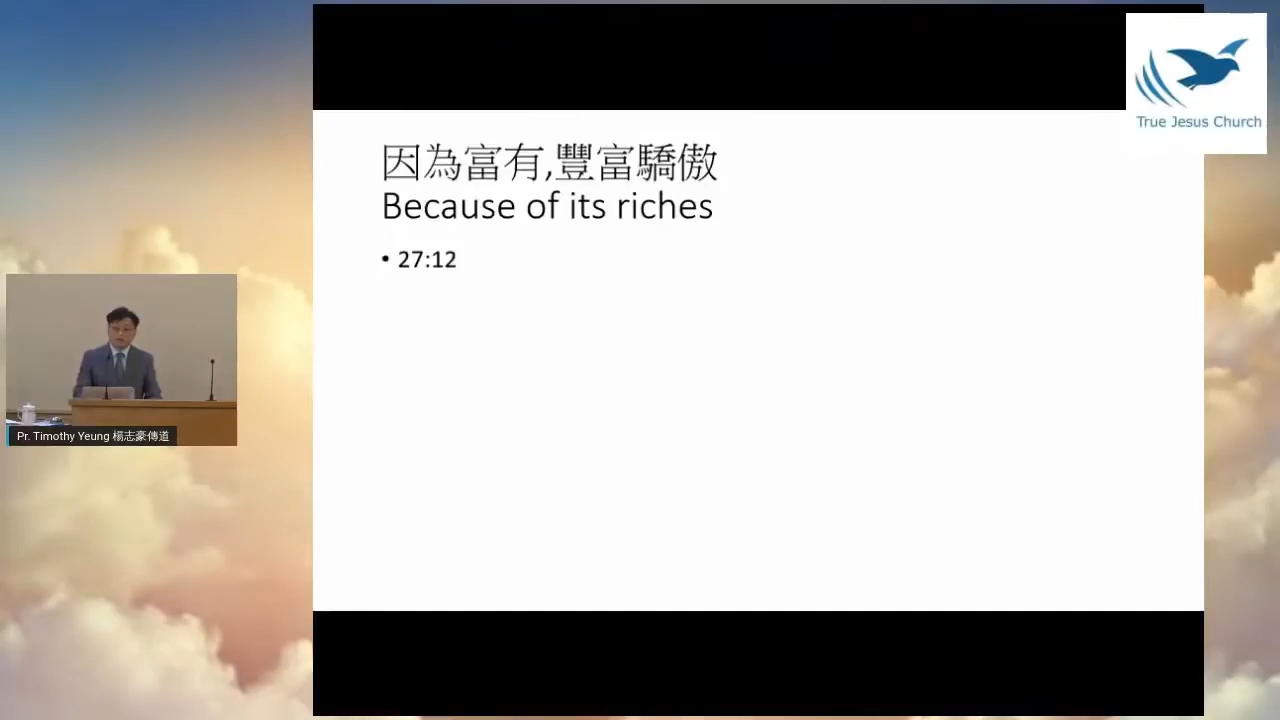 True Jesus Church
因為富有,豐富驕傲
Because of its riches
• 27:12
Pr. Timothy Yeung 楊志豪傳道